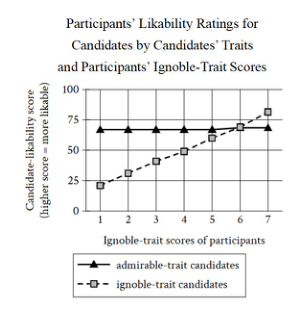 Participants' Likability Ratings for
Candidates by Candidates' Traits
and Participants' Ignoble-Trait Scores
Candidate-likability score
(higher score = more likable)
100
75
50
25
0
1 2 3 4 5 6 7
Ignoble-trait scores of participants
admirable-trait candidates
ignoble-trait candidates